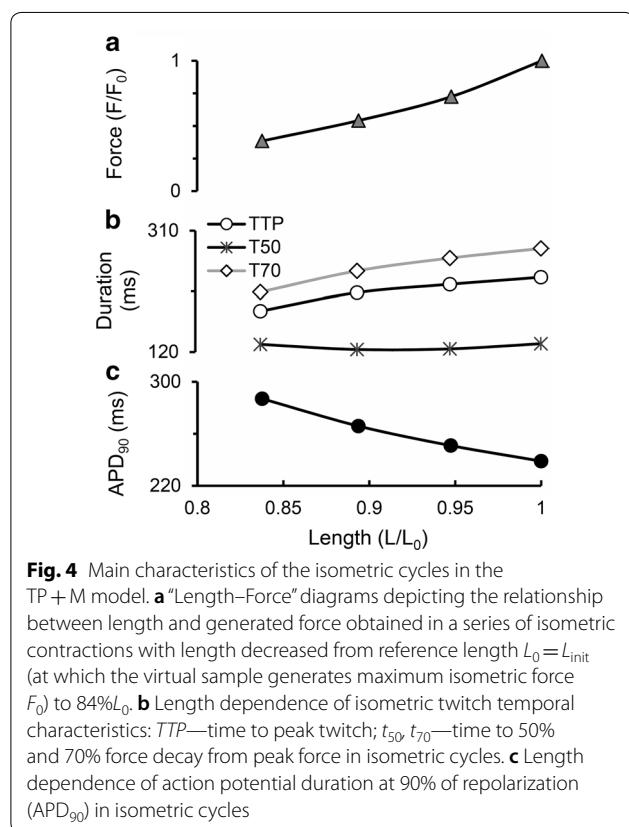 a
1
Force (F/F₀)
0
b
TTP
T50
T70
310
Duration
(ms)
120
c
300
APD₉₀ (ms)
220
0.8 0.85 0.9 0.95 1
Length (L/L₀)
Fig. 4 Main characteristics of the isometric cycles in the
TP + M model. a “Length–Force” diagrams depicting the relationship
between length and generated force obtained in a series of isometric
contractions with length decreased from reference length L₀ = Lᵢₙᵢₜ
(at which the virtual sample generates maximum isometric force
F₀) to 84%L₀. b Length dependence of isometric twitch temporal
characteristics: TTP—time to peak twitch; t₅₀, t₇₀—time to 50%
and 70% force decay from peak force in isometric cycles. c Length
dependence of action potential duration at 90% of repolarization
(APD₉₀) in isometric cycles